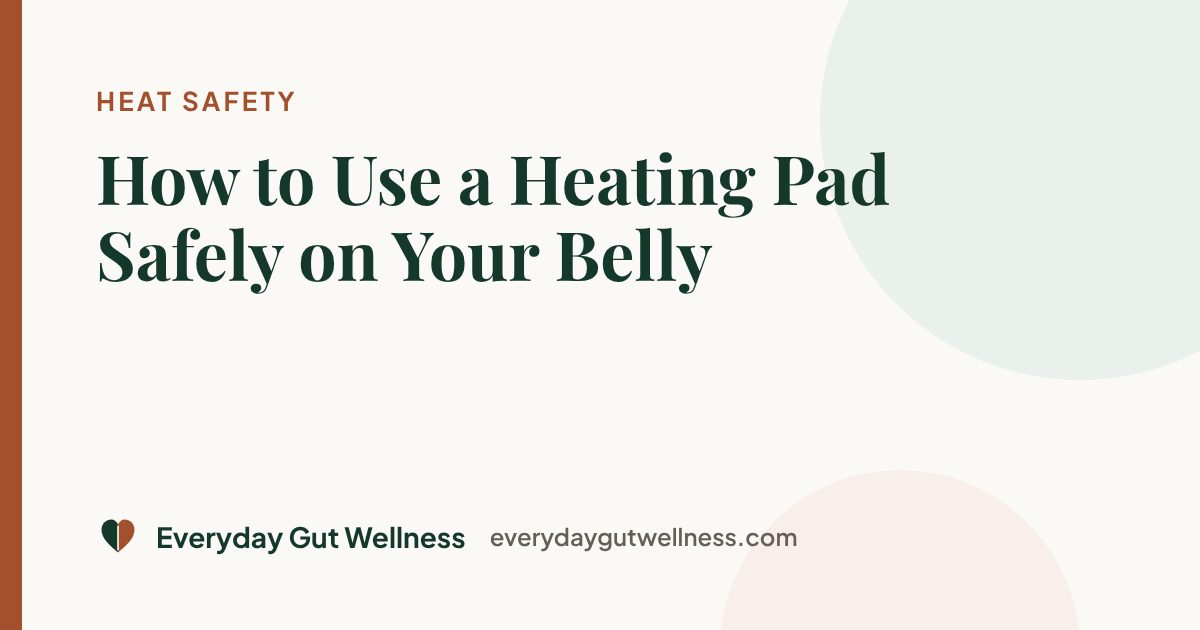 HEAT SAFETY
How to Use a Heating Pad
Safely on Your Belly
Everyday Gut Wellness everydaygutwellness.com